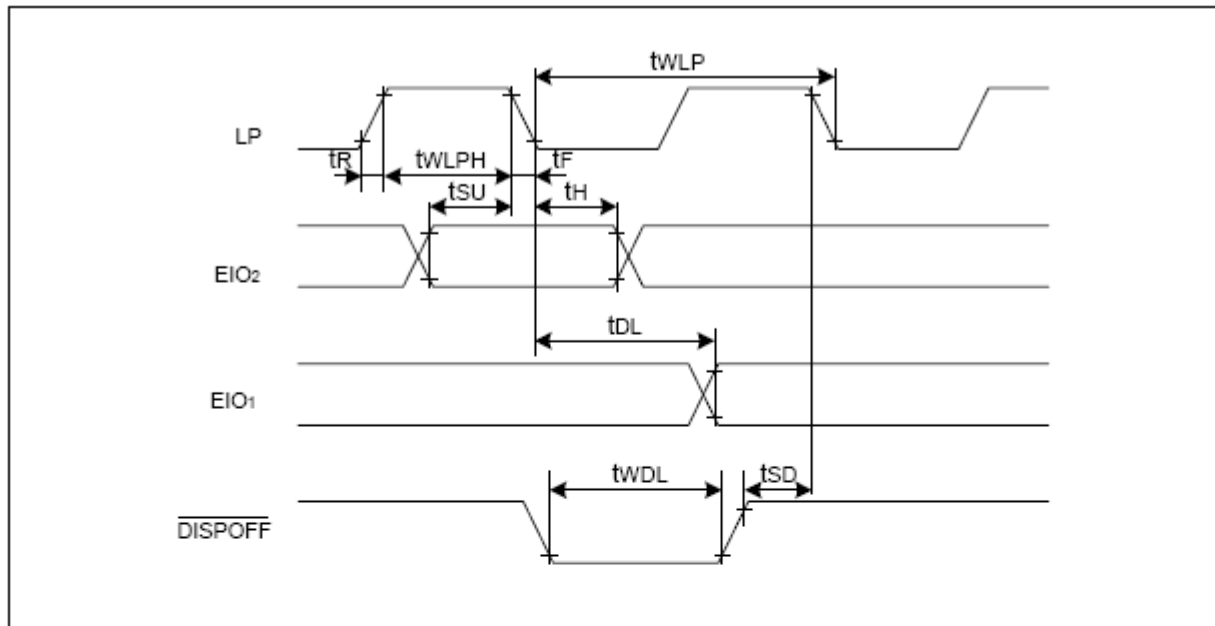 tWLP
LP
tR tWLPH tF
tSU tH
EIO2
tDL
EIO1
tWDL tSD
DISPOFF